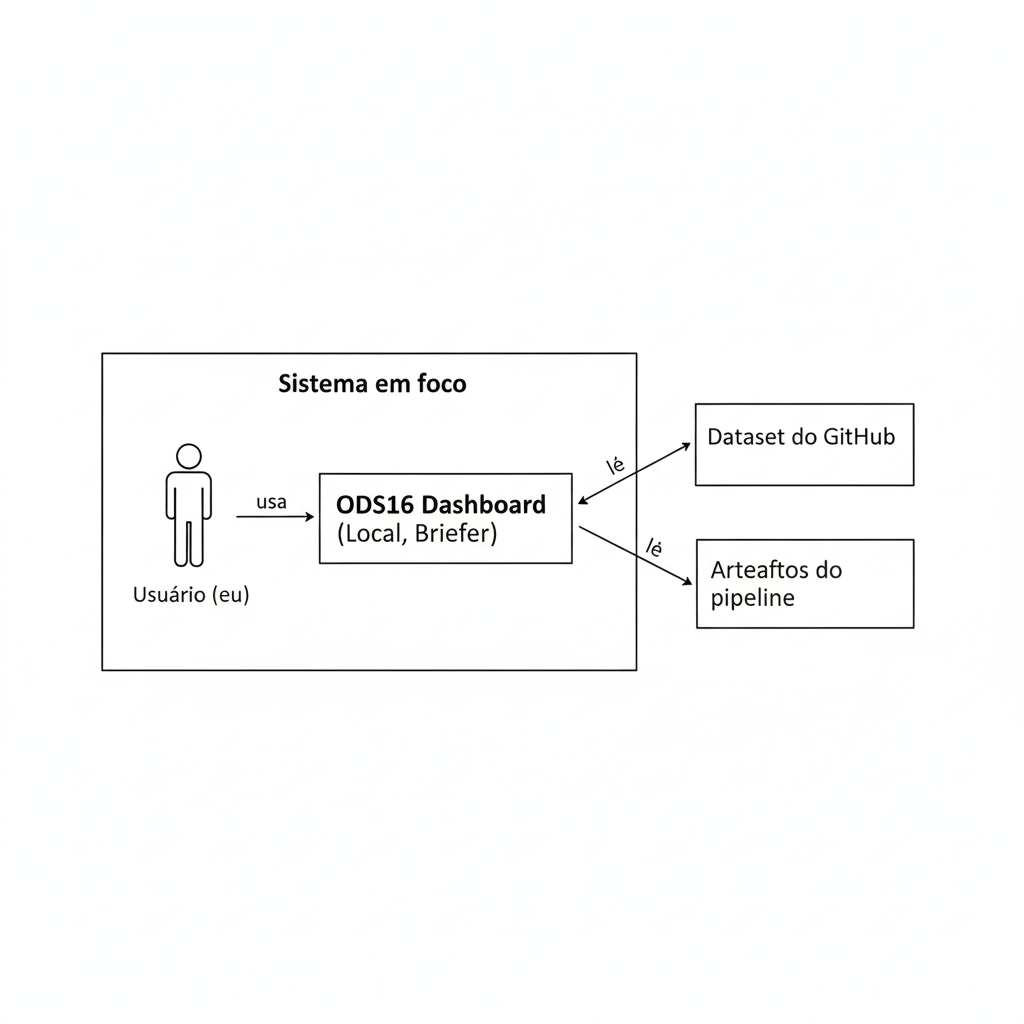 Sistema em foco
usa
ODS16 Dashboard
(Local, Briefer)
Usuário (eu)
lé
Dataset do GitHub
lé
Arteaftos do
pipeline